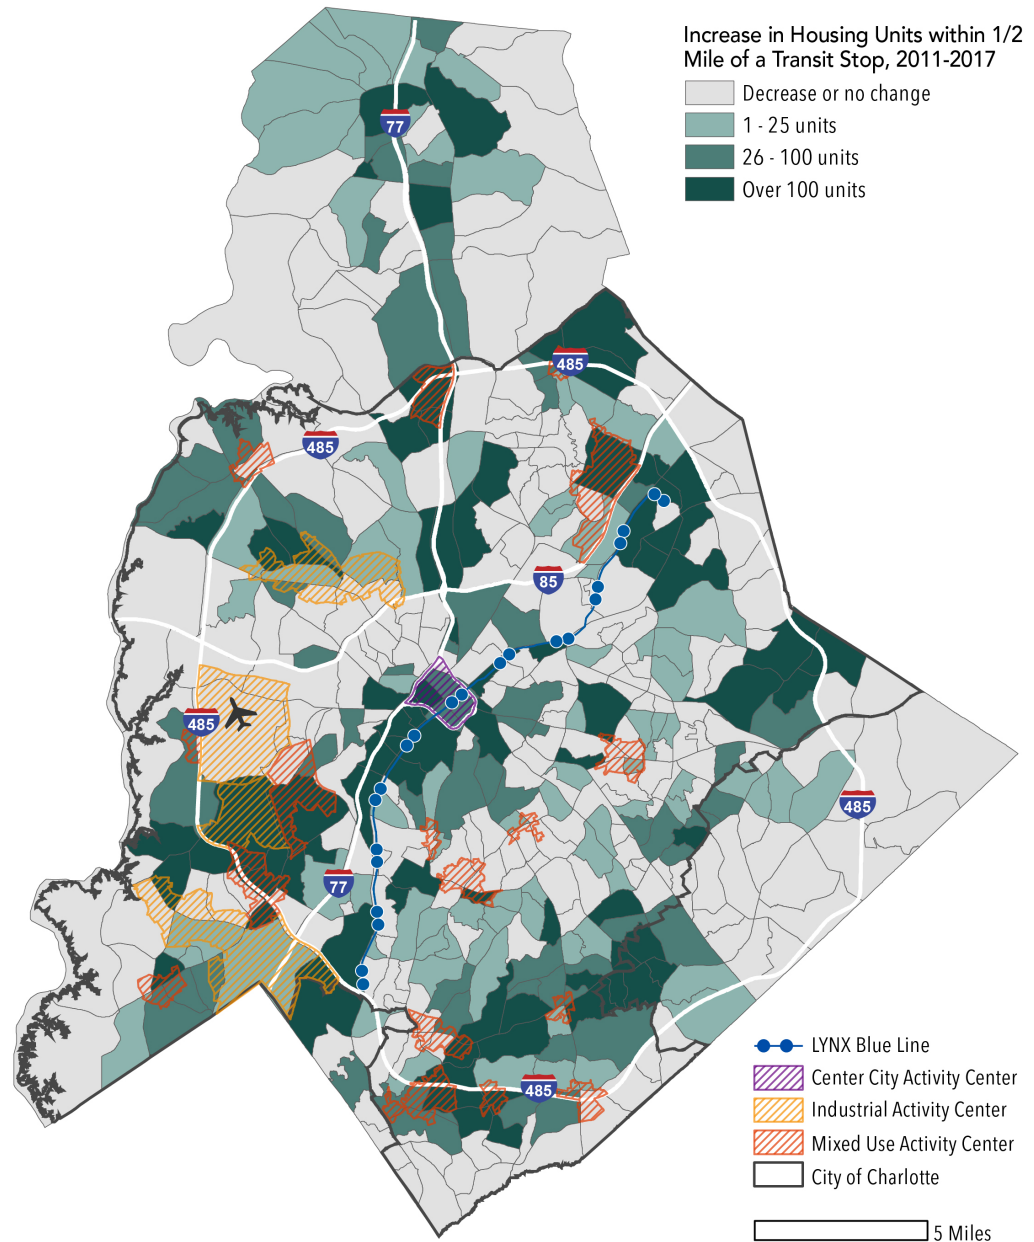 Increase in Housing Units within 1/2
Mile of a Transit Stop, 2011-2017
Decrease or no change
1 - 25 units
26 - 100 units
Over 100 units
77
485
485
85
485
485
77
485
LYNX Blue Line
Center City Activity Center
Industrial Activity Center
Mixed Use Activity Center
City of Charlotte
5 Miles